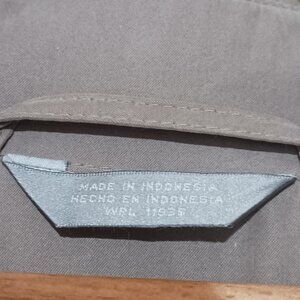 MADE IN INDONESIA
HECHO EN INDONESIA
WPL 11935